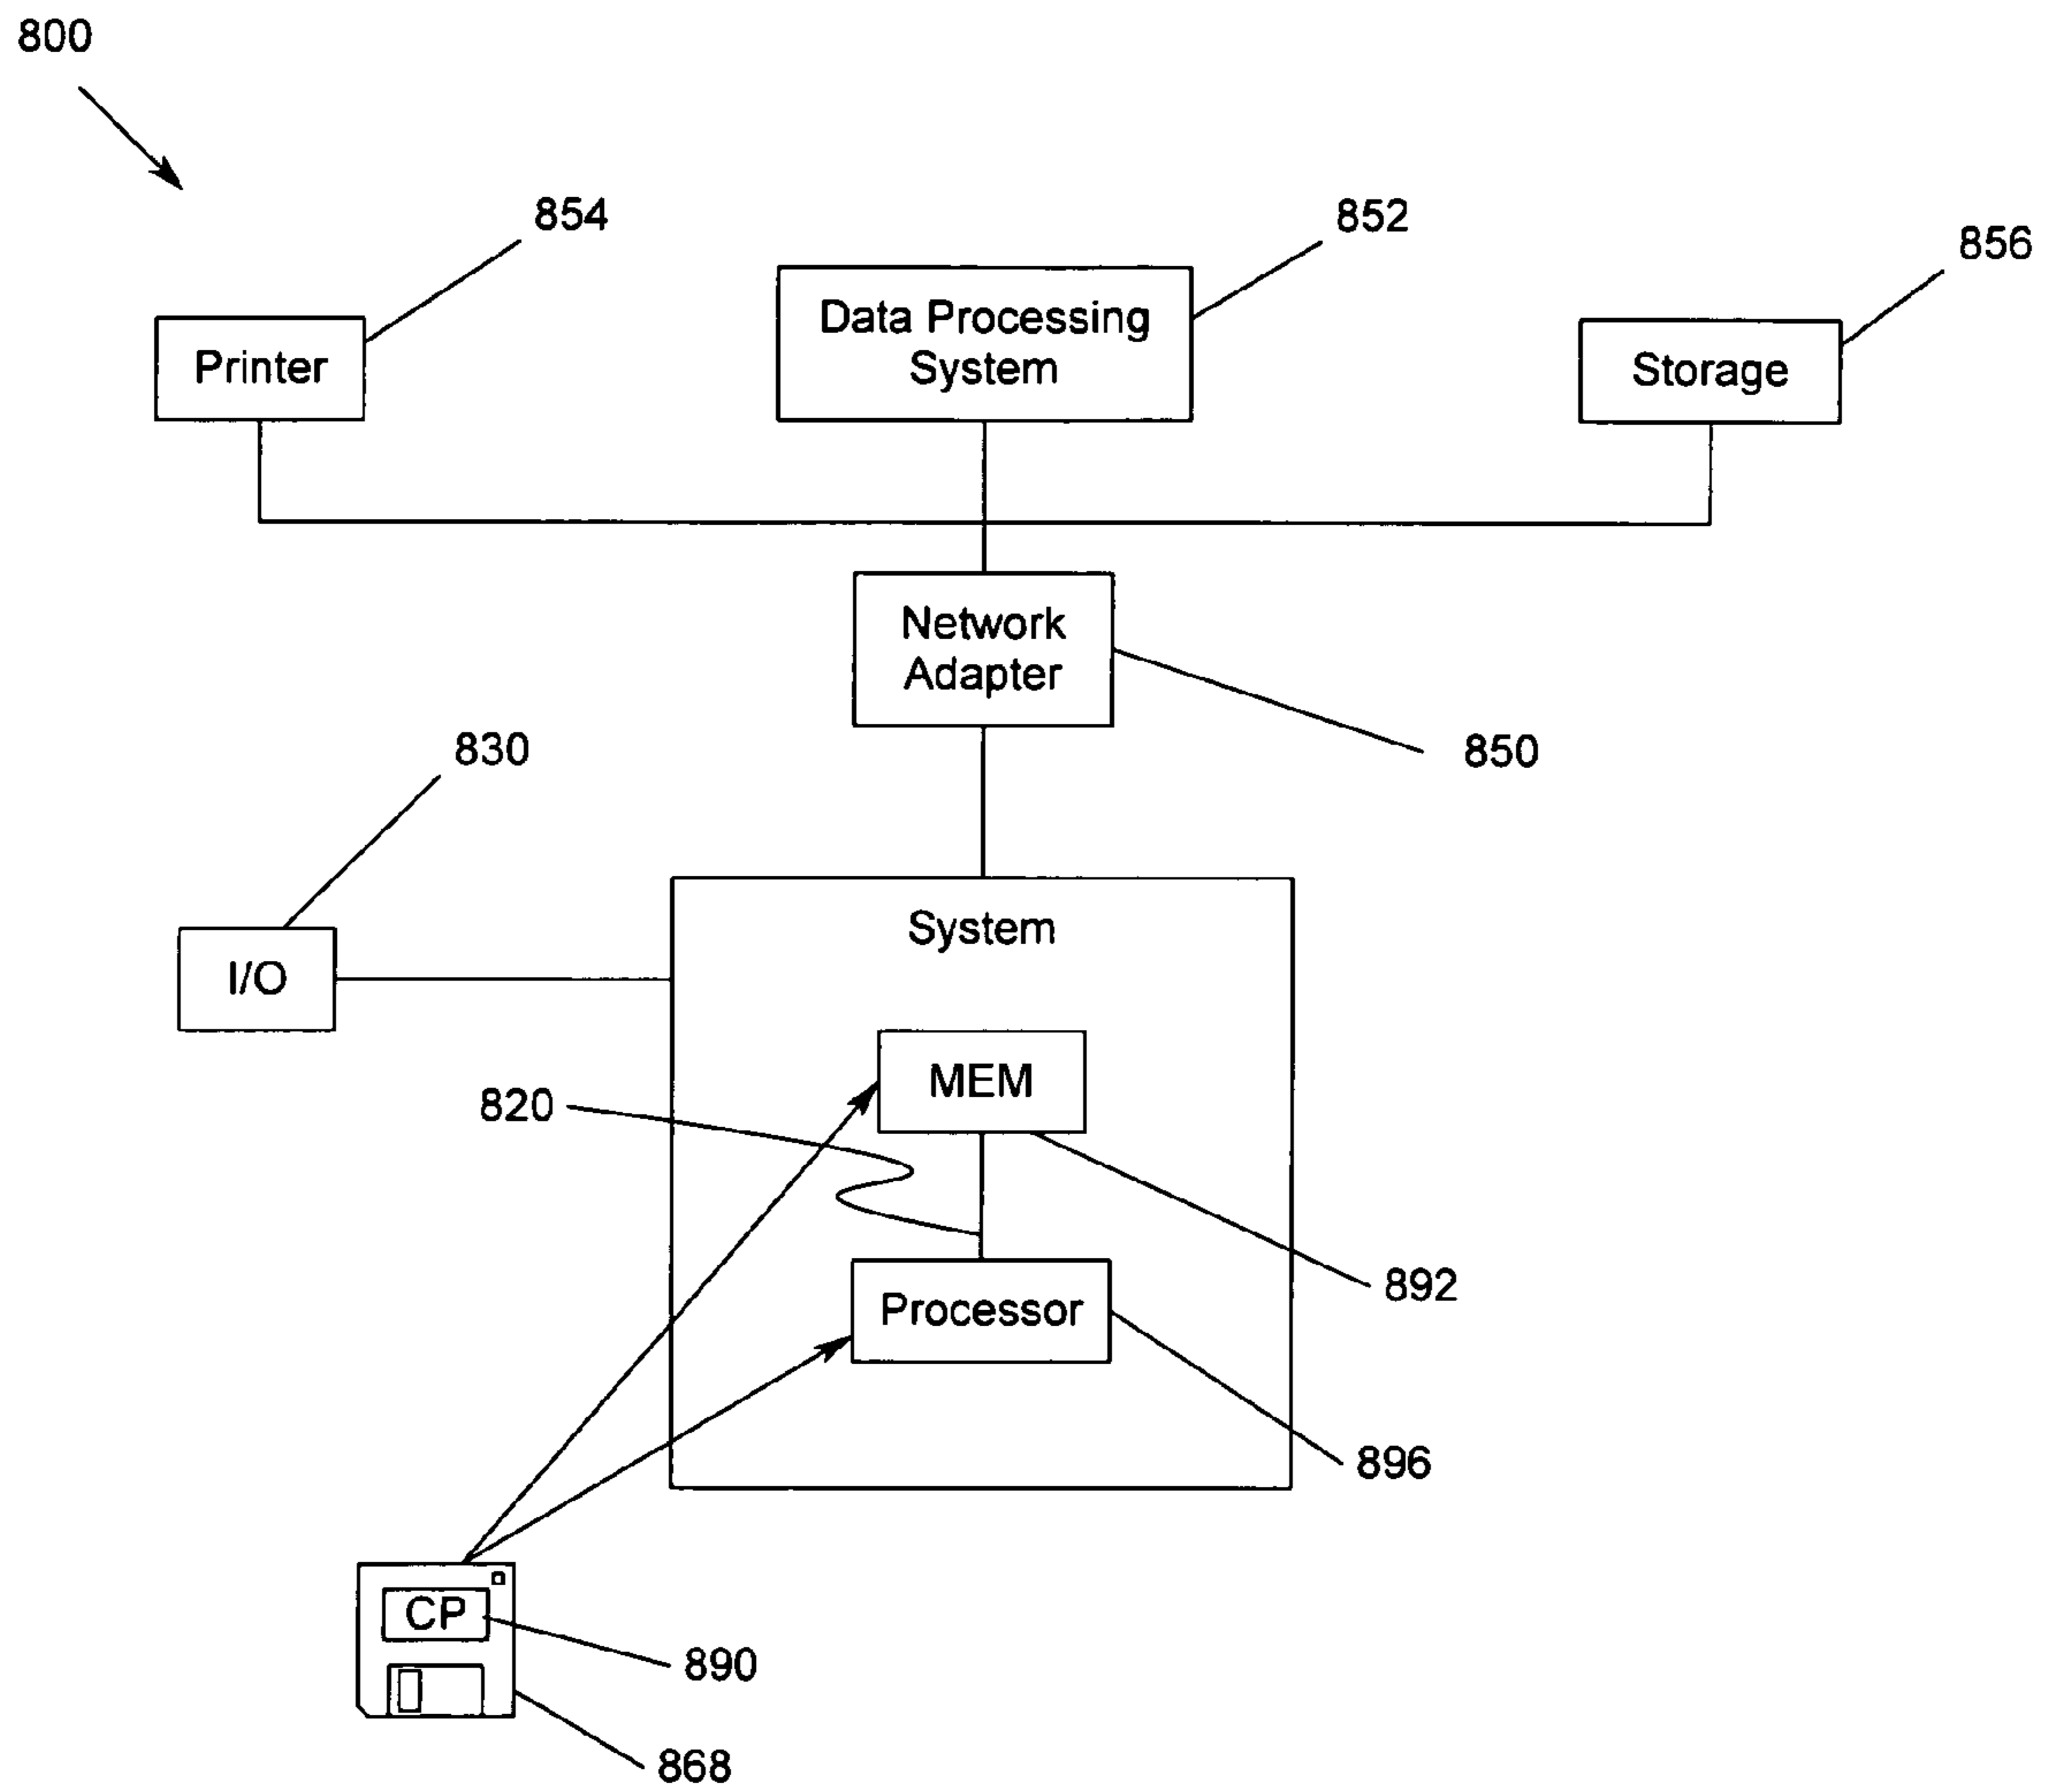 800
854
852
856
Printer
Data Processing
System
Storage
Network
Adapter
850
830
I/O
System
MEM
820
892
Processor
896
CP
890
868